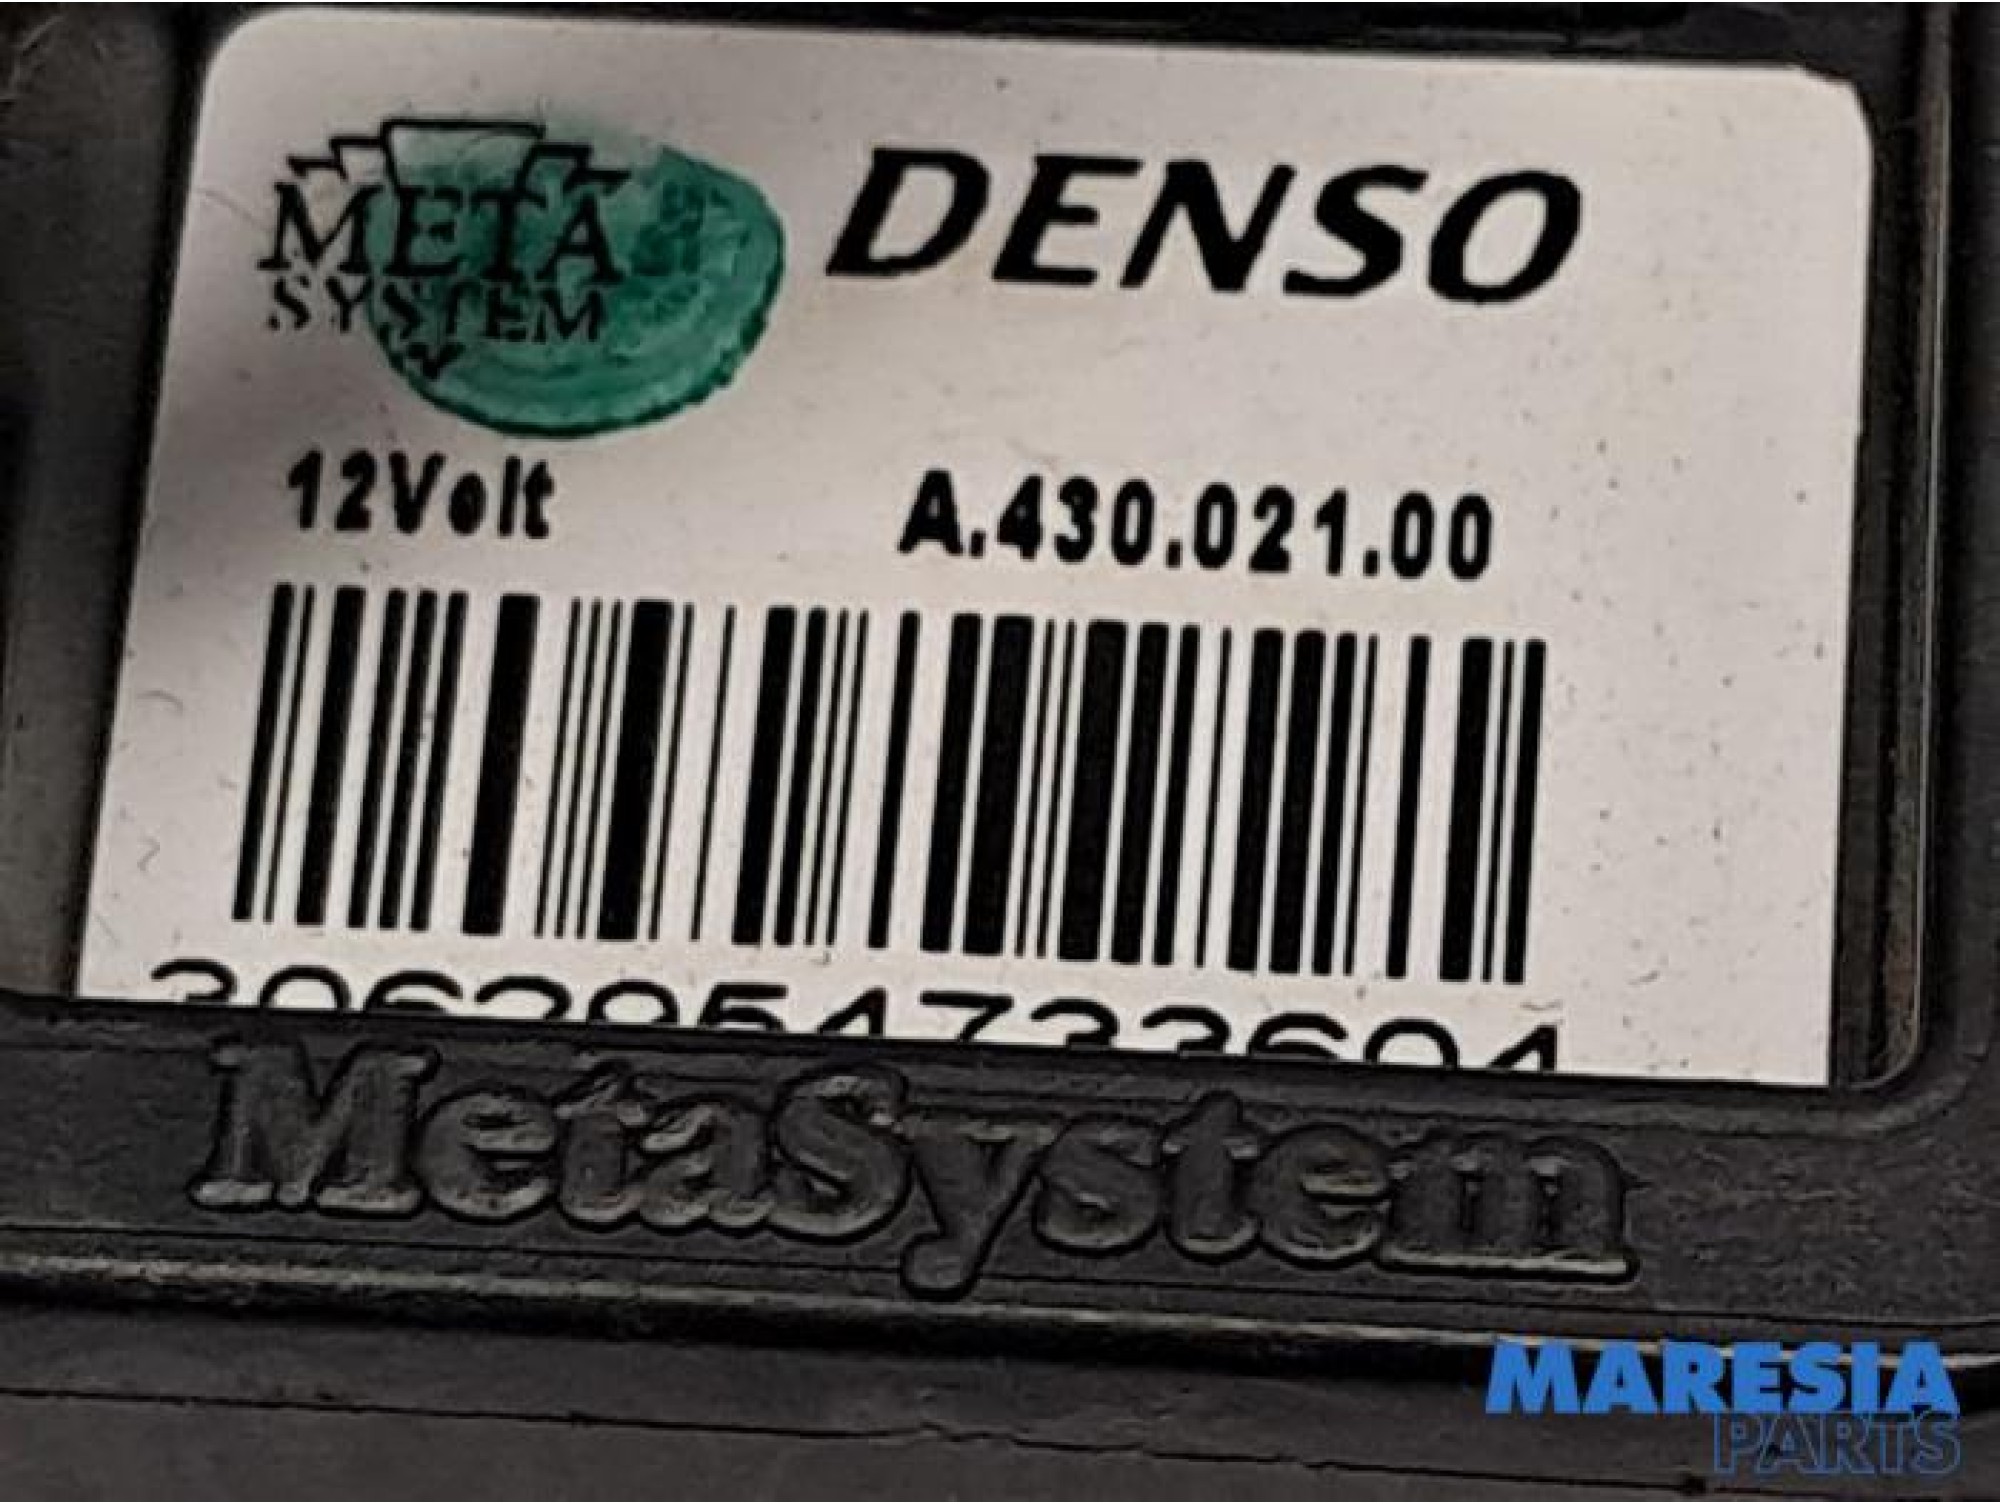 META
SYSTEM
DENSO
12Volt
A.430.021.00
MetaSystem
MARESIA
PARTS